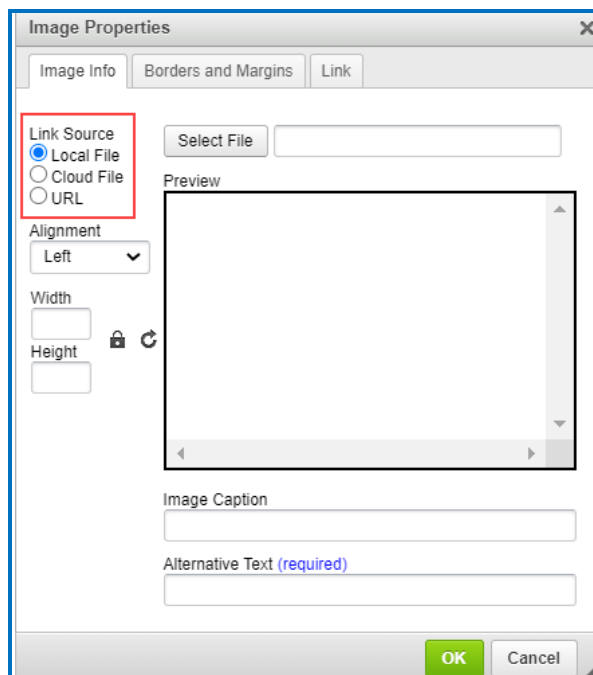 Image Properties
Image Info
Borders and Margins
Link
Link Source
Local File
Cloud File
URL
Select File
Preview
Alignment
Left
Width
Height
Image Caption
Alternative Text (required)
OK
Cancel